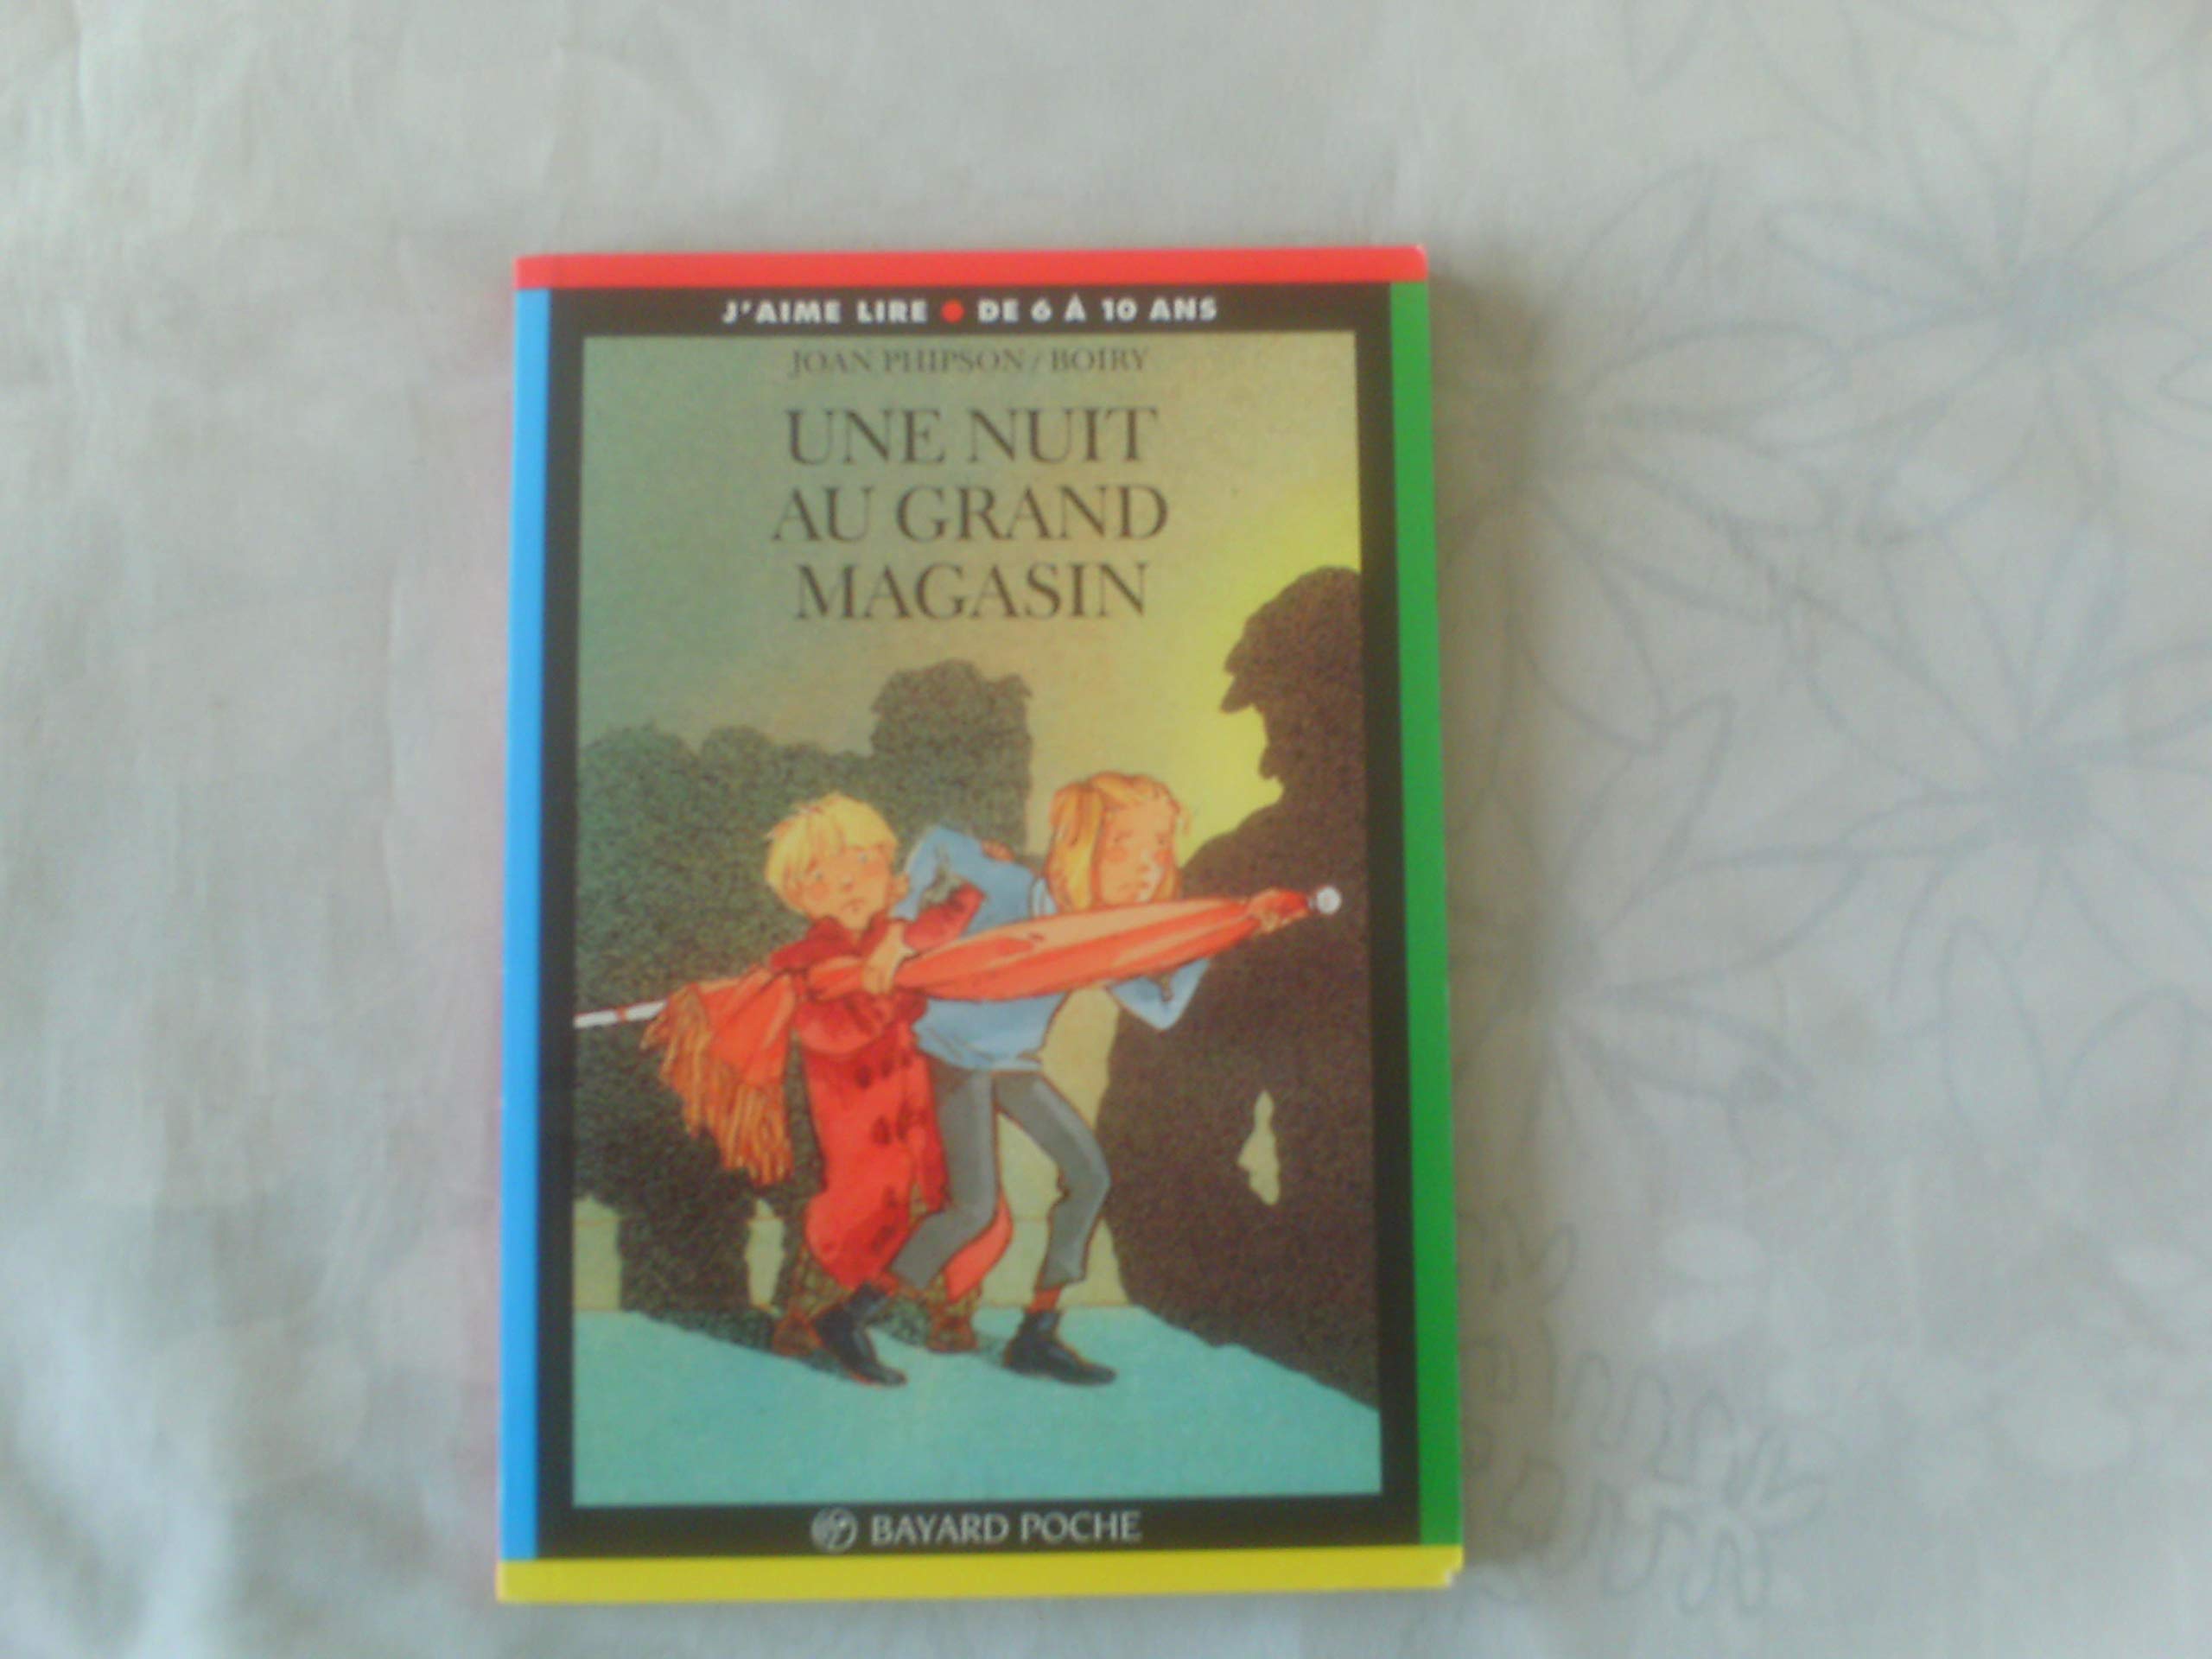 J'AIME LIRE • DE 6 À 10 ANS
JOAN PHIPSON / BOIRY
UNE NUIT
AU GRAND
MAGASIN
BAYARD POCHE